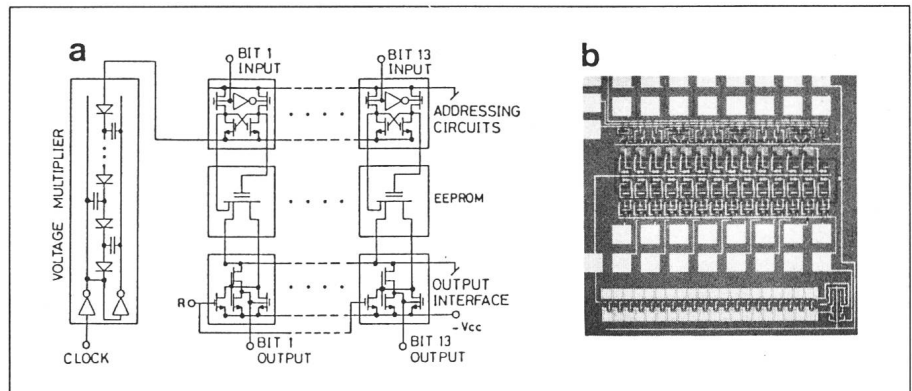 a
b
BIT 1
INPUT
BIT 13
INPUT
VOLTAGE MULTIPLIER
ADDRESSING
CIRCUITS
EEPROM
OUTPUT
INTERFACE
R
-Vcc
CLOCK
BIT 1
OUTPUT
BIT 13
OUTPUT